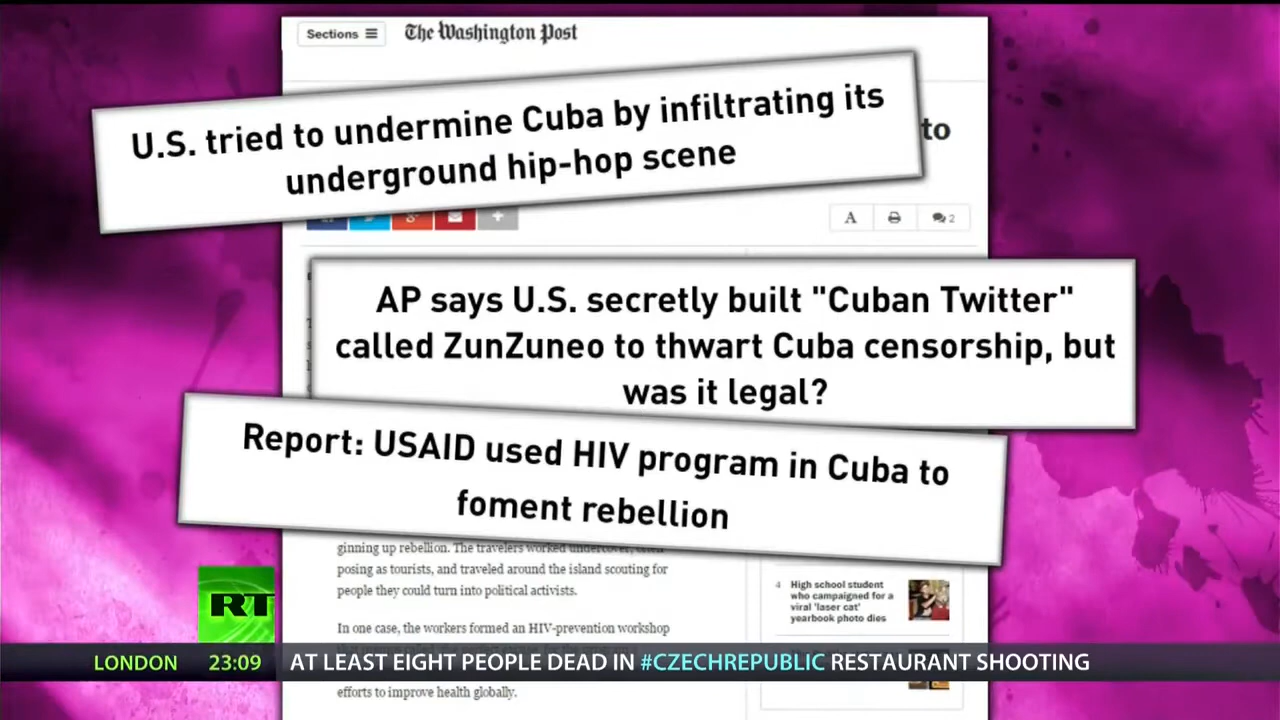 Sections
The Washington Post
U.S. tried to undermine Cuba by infiltrating its
underground hip-hop scene
to
A
2
AP says U.S. secretly built "Cuban Twitter"
called ZunZuneo to thwart Cuba censorship, but
was it legal?
Report: USAID used HIV program in Cuba to
foment rebellion
ginning up rebellion. The travelers worked undercover, often
posing as tourists, and traveled around the island scouting for
people they could turn into political activists.
In one case, the workers formed an HIV-prevention workshop
efforts to improve health globally.
4 High school student
who campaigned for a
viral 'laser cat'
yearbook photo dies
RT
LONDON 23:09 AT LEAST EIGHT PEOPLE DEAD IN #CZECHREPUBLIC RESTAURANT SHOOTING